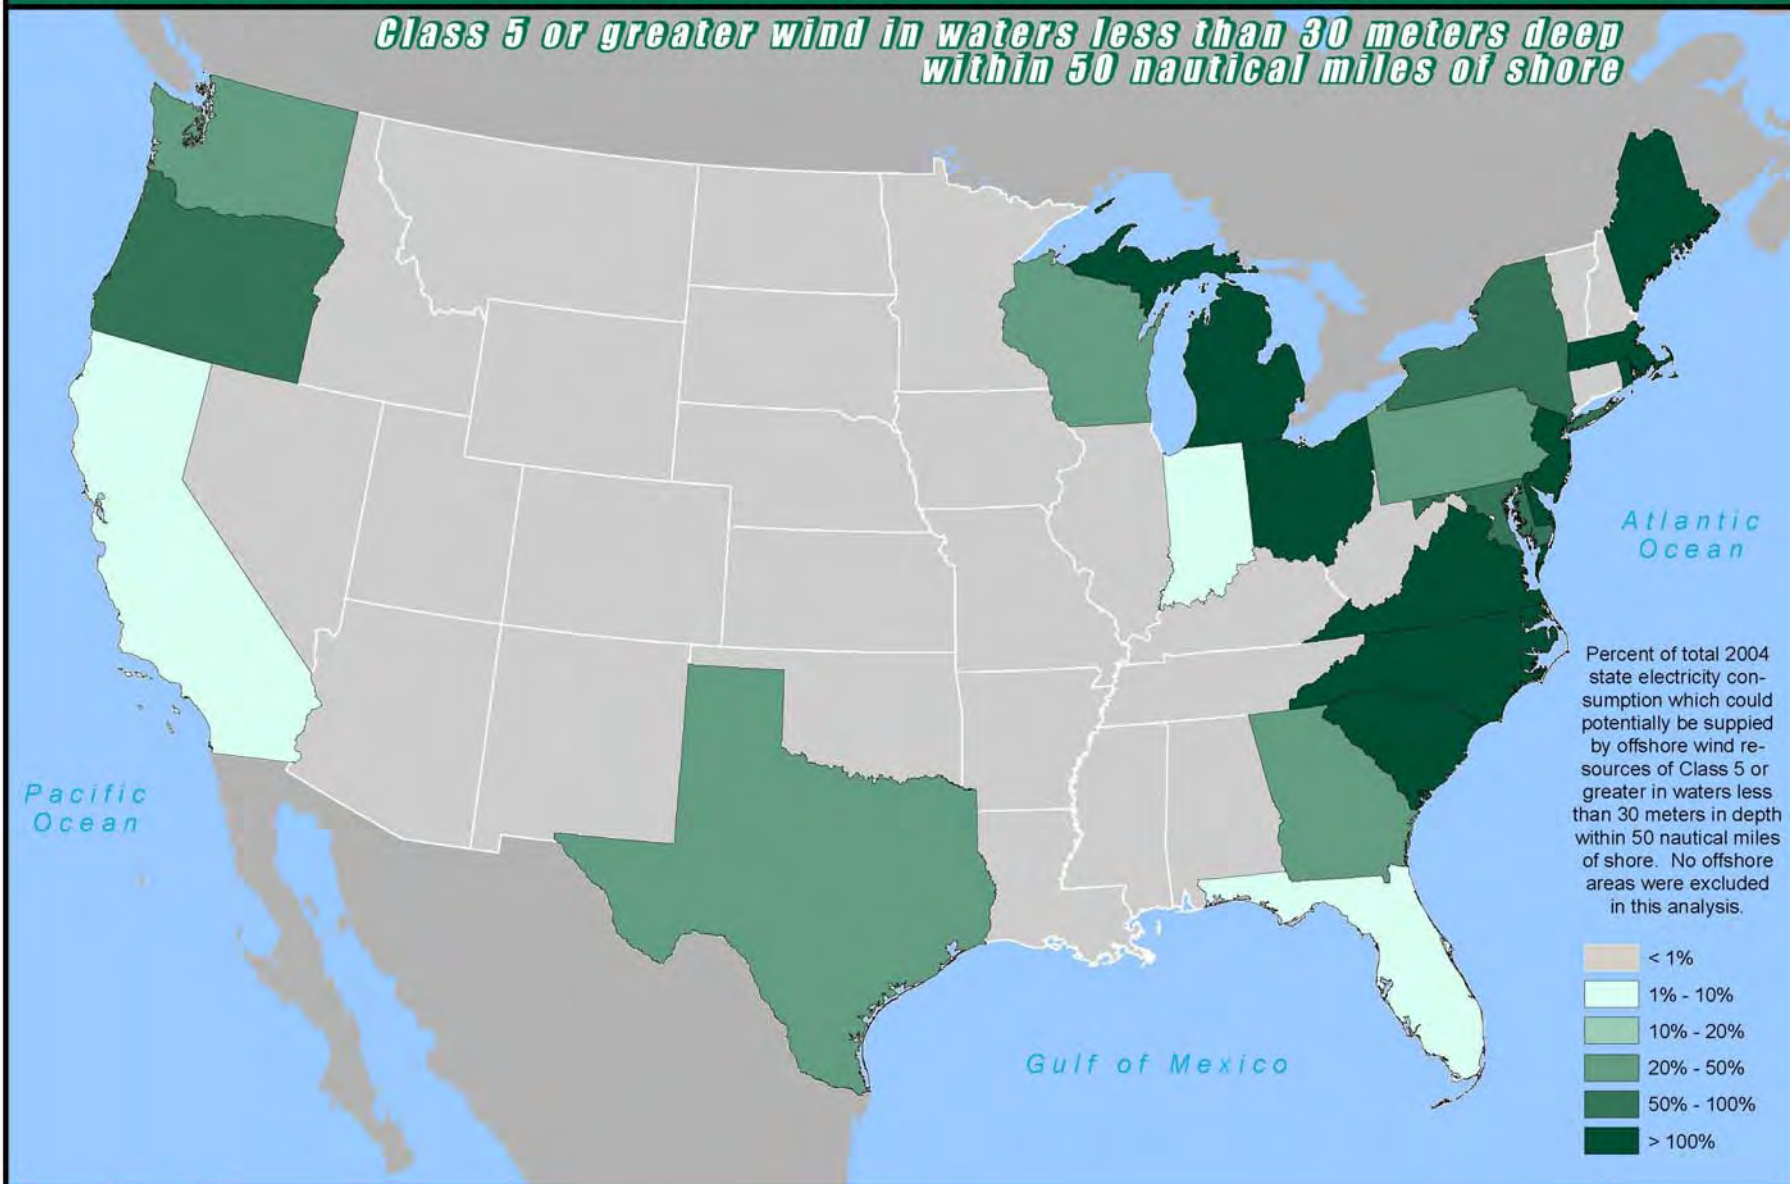 Class 5 or greater wind in waters less than 30 meters deep
within 50 nautical miles of shore
Atlantic
Ocean
Pacific
Ocean
Gulf of Mexico
Percent of total 2004
state electricity con-
sumption which could
potentially be suppied
by offshore wind re-
sources of Class 5 or
greater in waters less
than 30 meters in depth
within 50 nautical miles
of shore. No offshore
areas were excluded
in this analysis.
< 1%
1% - 10%
10% - 20%
20% - 50%
50% - 100%
> 100%